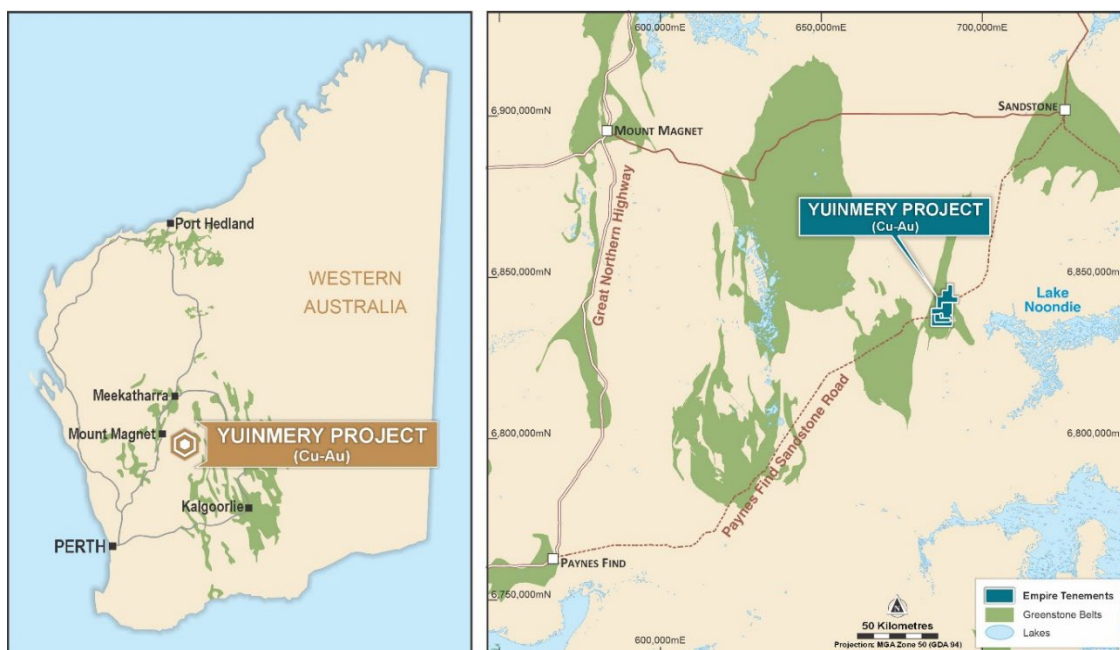 Port Hedland
WESTERN
AUSTRALIA
Meekatharra
Mount Magnet
YUINMERY PROJECT
(Cu-Au)
Kalgoorlie
PERTH
600,000mE
650,000mE
700,000mE
6,900,000mN
SANDSTONE
MOUNT MAGNET
Great Northern Highway
YUINMERY PROJECT
(Cu-Au)
6,850,000mN
6,850,000mN
Lake
Noondie
Paynes Find Sandstone Road
6,800,000mN
6,800,000mN
PAYNES FIND
6,750,000mN
600,000mE
50 Kilometres
Projection: MGA Zone 50 (GDA 94)
Empire Tenements
Greenstone Belts
Lakes